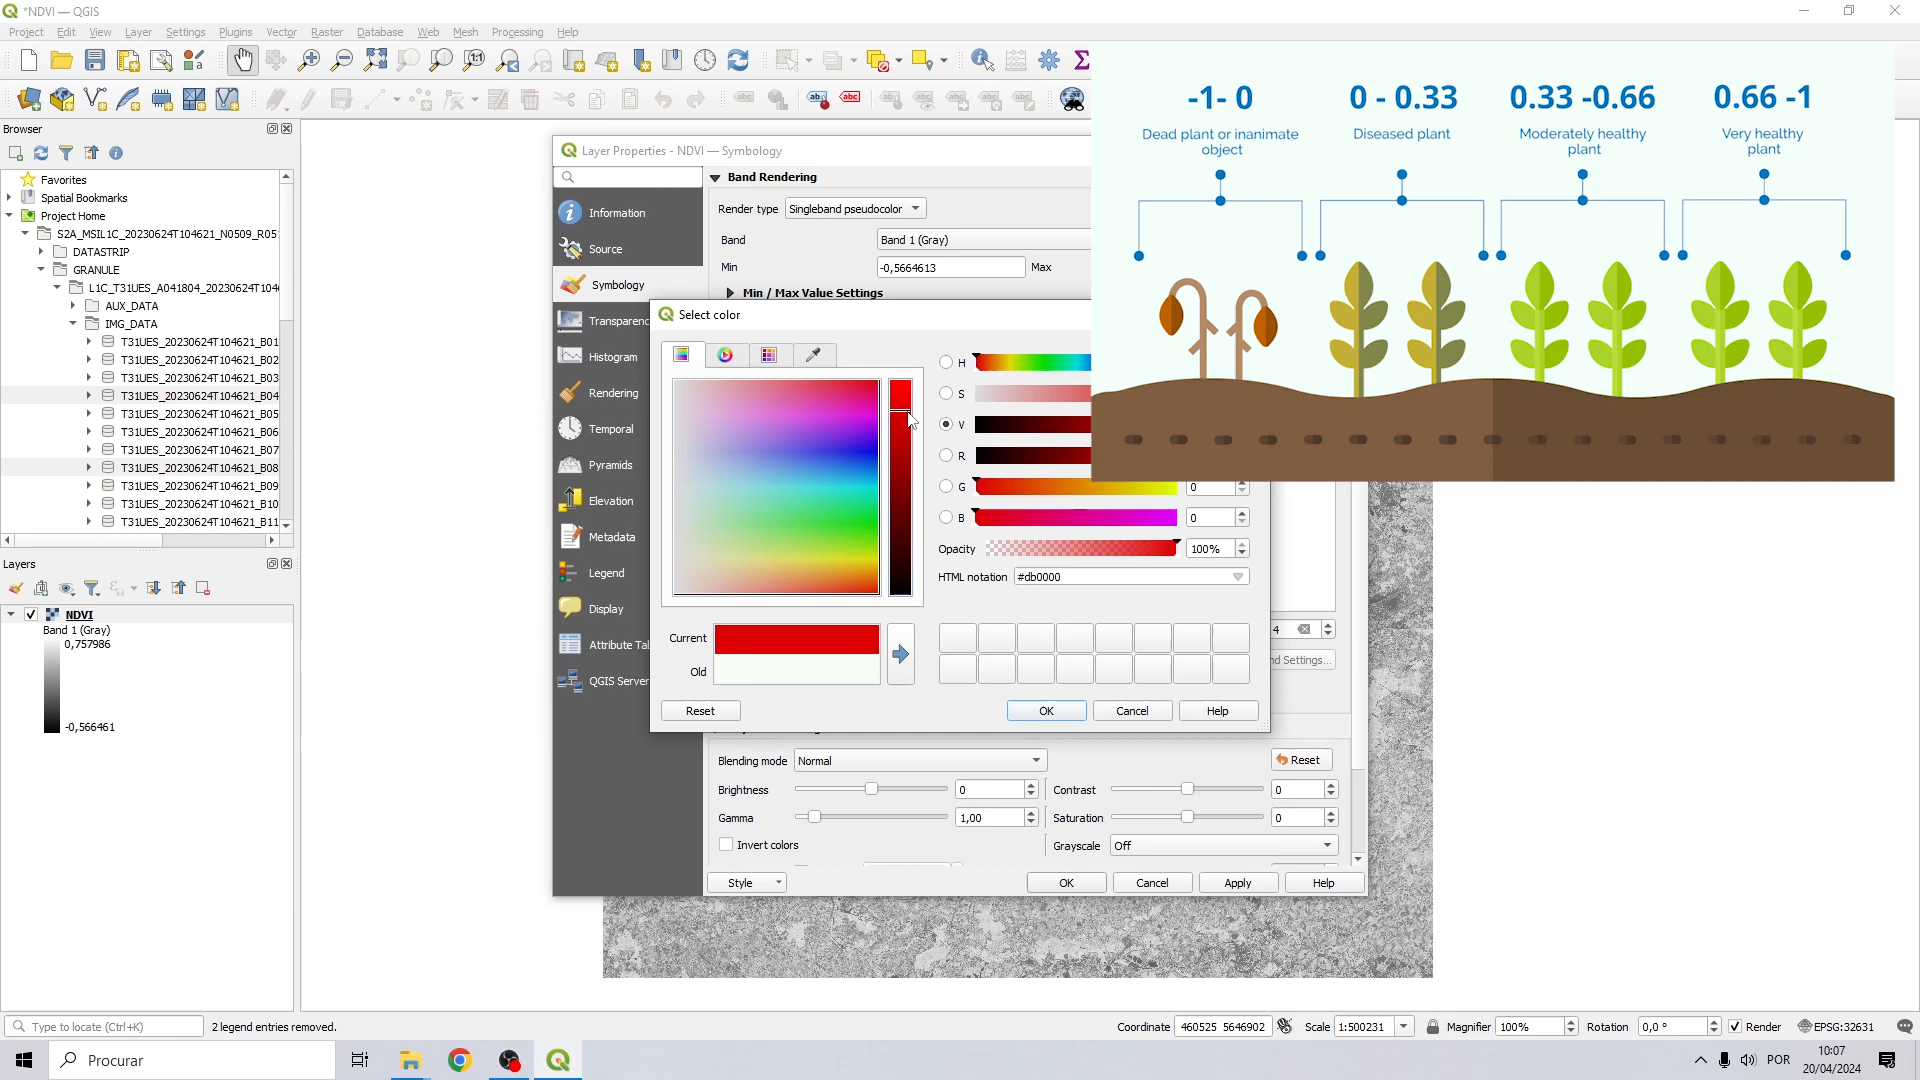 *NDVI — QGIS
Project Edit View Layer Settings Plugins Vector Raster Database Web Mesh Processing Help
Browser
Favorites
Spatial Bookmarks
Project Home
S2A_MSIL1C_20230624T104621_N0509_R05
DATASTRIP
GRANULE
L1C_T31UES_A041804_20230624T104
AUX_DATA
IMG_DATA
T31UES_20230624T104621_B01
T31UES_20230624T104621_B02
T31UES_20230624T104621_B03
T31UES_20230624T104621_B04
T31UES_20230624T104621_B05
T31UES_20230624T104621_B06
T31UES_20230624T104621_B07
T31UES_20230624T104621_B08
T31UES_20230624T104621_B09
T31UES_20230624T104621_B10
T31UES_20230624T104621_B11
Layers
NDVI
Band 1 (Gray)
0,757986
-0,566461
Layer Properties - NDVI — Symbology
Information
Source
Symbology
Transparenc
Histogram
Rendering
Temporal
Pyramids
Elevation
Metadata
Legend
Display
Attribute Tal
QGIS Server
Band Rendering
Render type Singleband pseudocolor
Band Band 1 (Gray)
Min -0,5664613 Max
Min / Max Value Settings
Select color
H
S
V
R
G 0
B 0
Opacity 100%
HTML notation #db0000
Current
Old
Reset OK Cancel Help
4
nd Settings...
Blending mode Normal Reset
Brightness 0 Contrast 0
Gamma 1,00 Saturation 0
Invert colors Grayscale Off
Style OK Cancel Apply Help
-1- 0 0 - 0.33 0.33 -0.66 0.66 -1
Dead plant or inanimate object
Diseased plant
Moderately healthy plant
Very healthy plant
Type to locate (Ctrl+K) 2 legend entries removed. Coordinate 460525 5646902 Scale 1:500231 Magnifier 100% Rotation 0,0 ° Render EPSG:32631
Procurar POR 10:07
20/04/2024